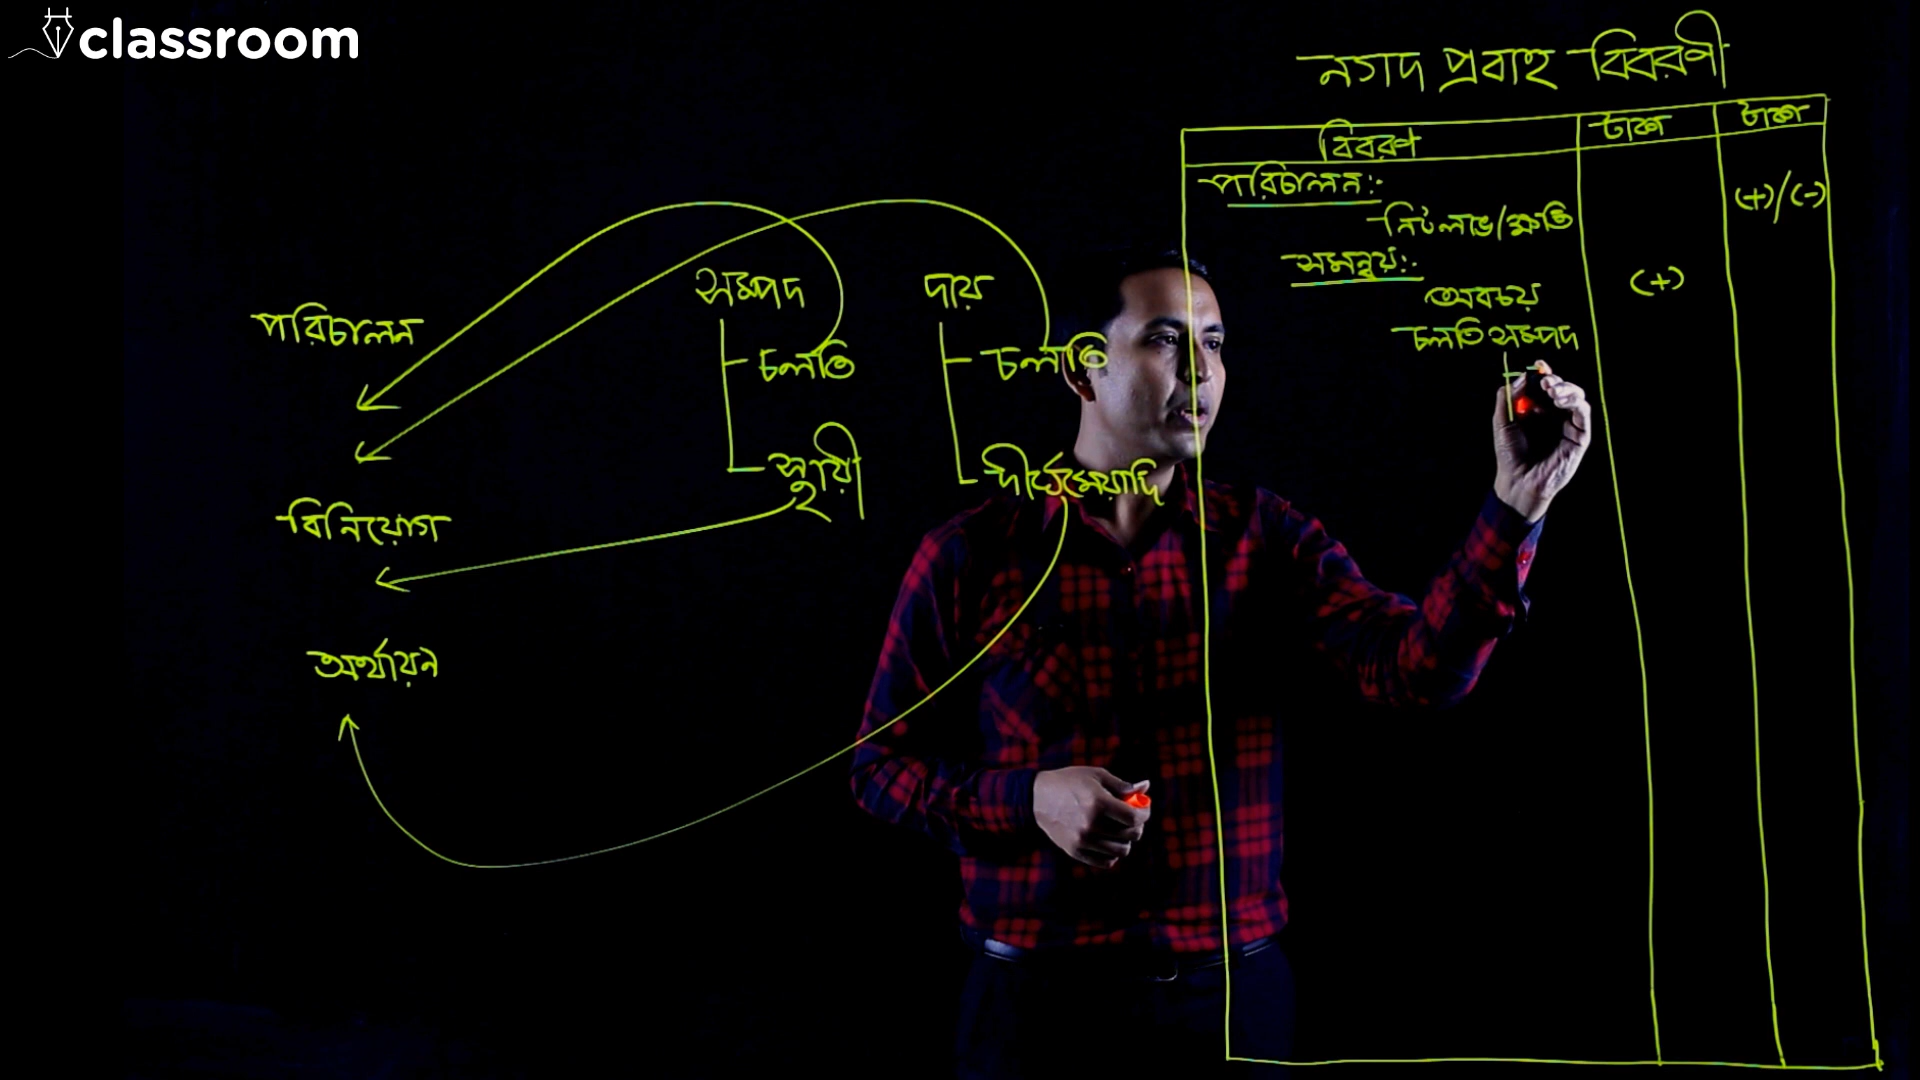 classroom
নগদ প্রবাহ বিবরণী
বিবরণ টাকা টাকা
পরিচালন:- (+)/(-)
নিট লাভ/ক্ষতি
সমন্বয়:-
অবচয় (+)
চলতি সম্পদ
সম্পদ দায়
পরিচালন
চলতি চলতি
স্থায়ী দীর্ঘমেয়াদি
বিনিয়োগ
অর্থায়ন